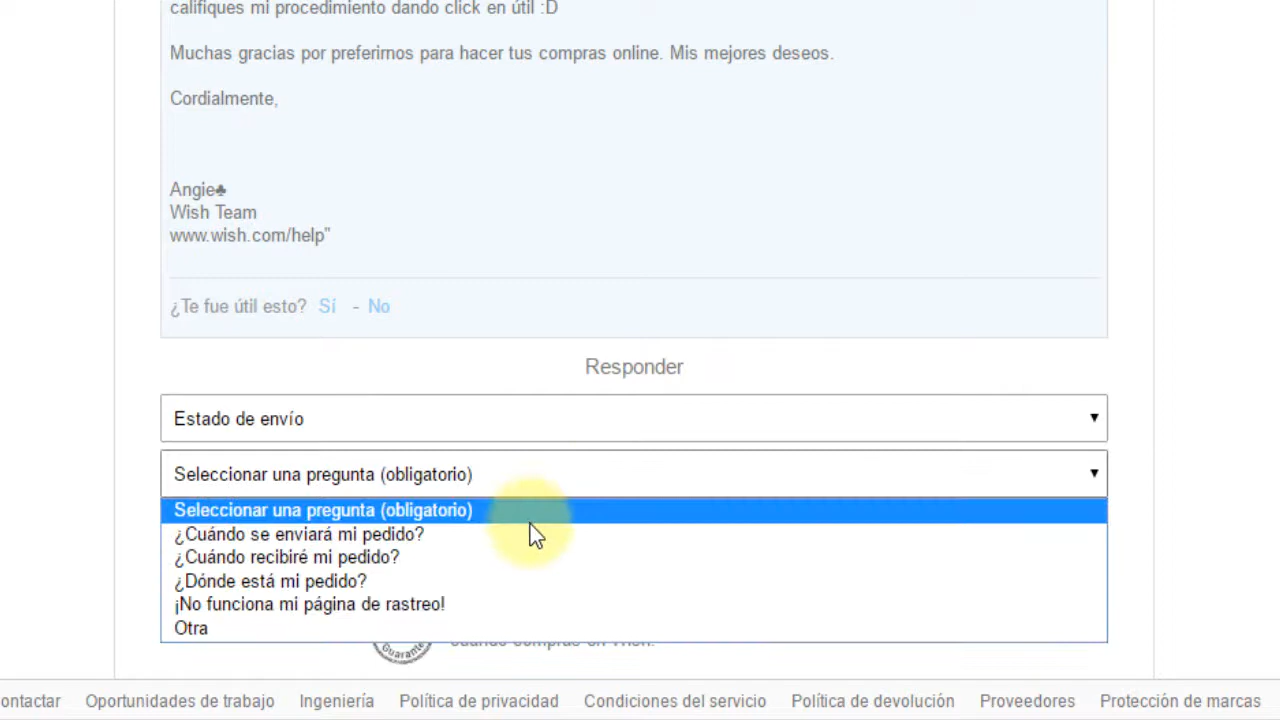 califiques mi procedimiento dando click en útil :D
Muchas gracias por preferirnos para hacer tus compras online. Mis mejores deseos.
Cordialmente,
Angie♣
Wish Team
www.wish.com/help"
¿Te fue útil esto? Sí - No
Responder
Estado de envío
Seleccionar una pregunta (obligatorio)
Seleccionar una pregunta (obligatorio)
¿Cuándo se enviará mi pedido?
¿Cuándo recibiré mi pedido?
¿Dónde está mi pedido?
¡No funciona mi página de rastreo!
Otra
cuando compras en Wish.
ontactar Oportunidades de trabajo Ingeniería Política de privacidad Condiciones del servicio Política de devolución Proveedores Protección de marcas